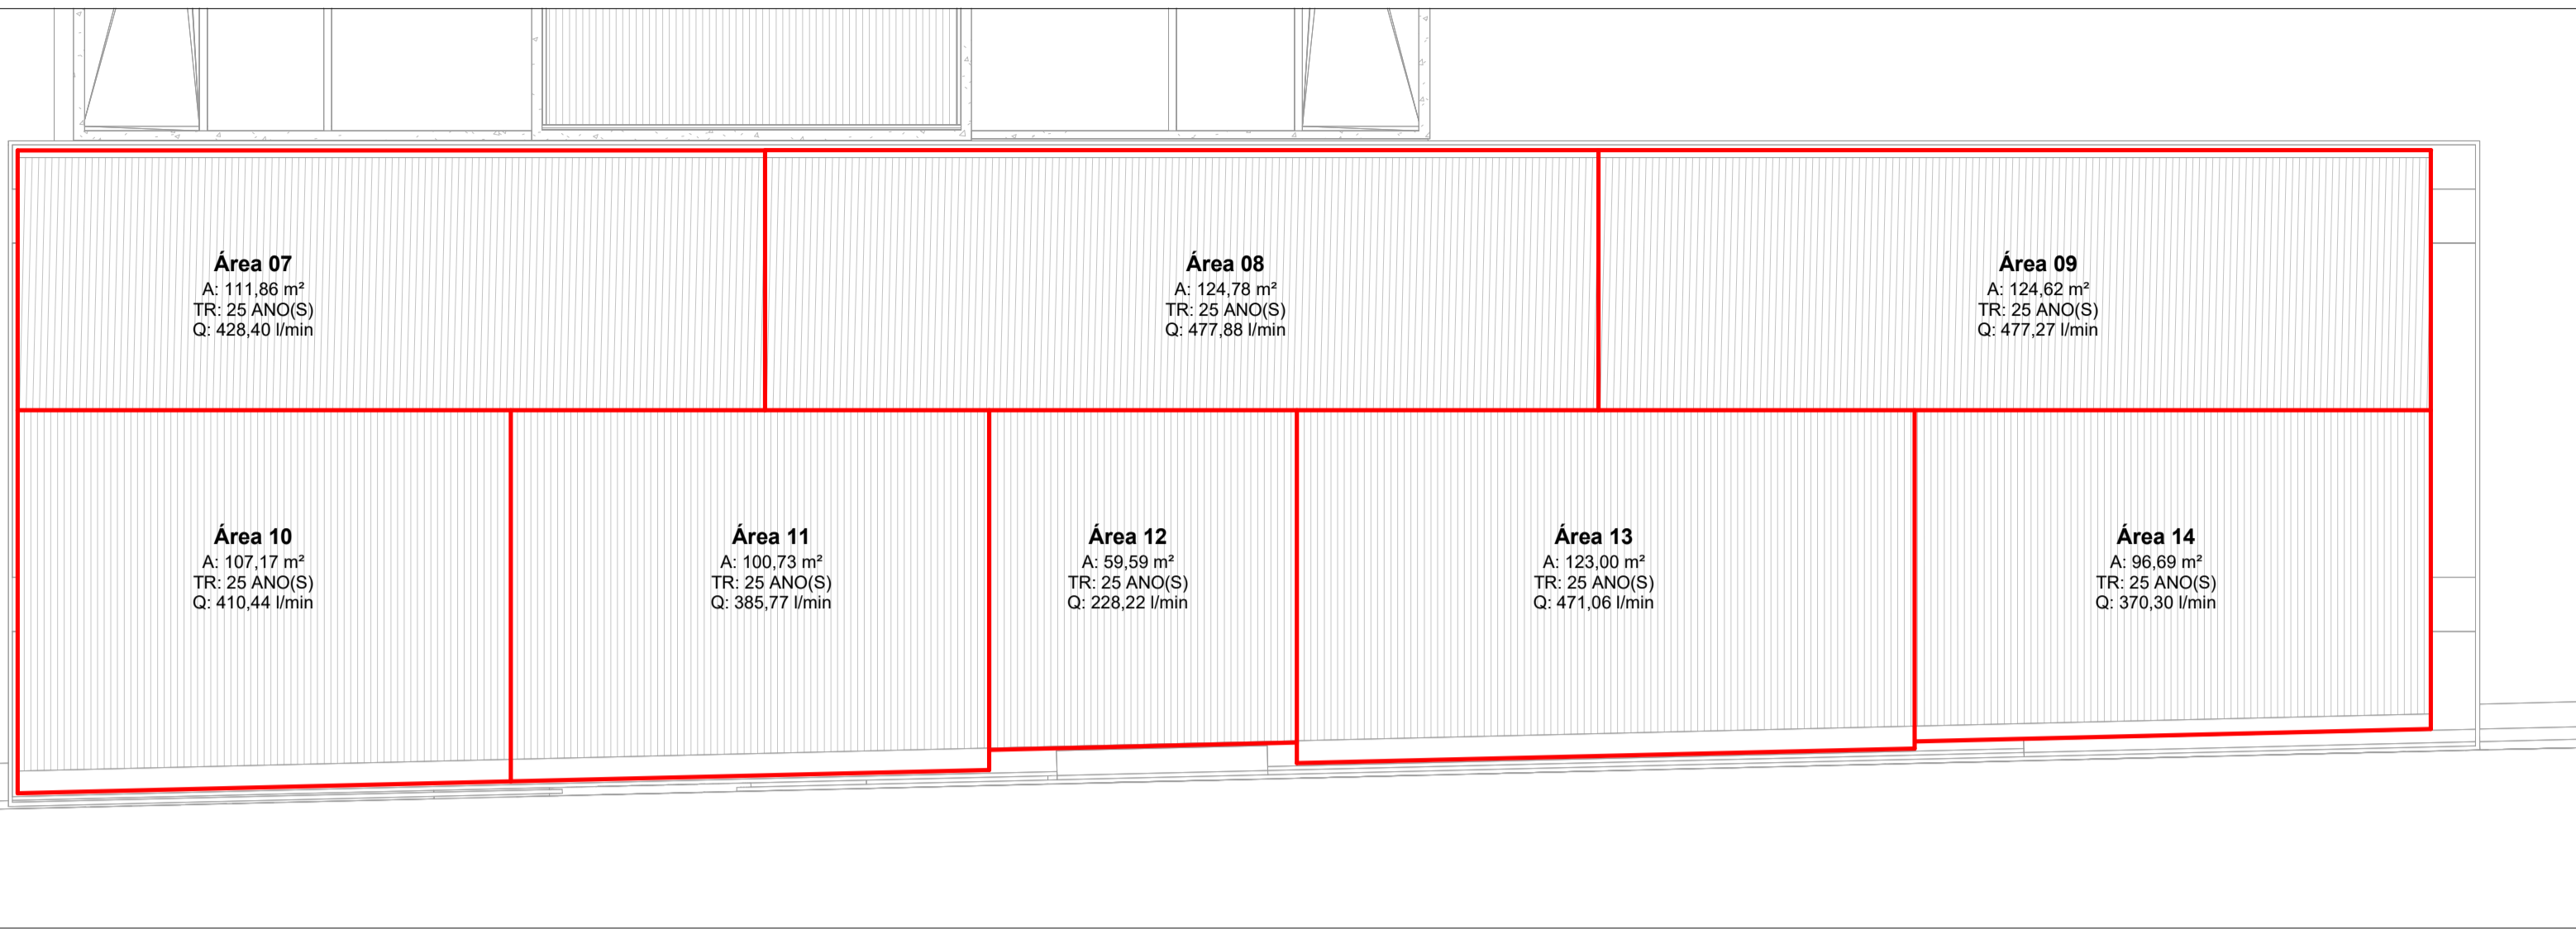 Área 07
A: 111,86 m²
TR: 25 ANO(S)
Q: 428,40 l/min
Área 08
A: 124,78 m²
TR: 25 ANO(S)
Q: 477,88 l/min
Área 09
A: 124,62 m²
TR: 25 ANO(S)
Q: 477,27 l/min
Área 10
A: 107,17 m²
TR: 25 ANO(S)
Q: 410,44 l/min
Área 11
A: 100,73 m²
TR: 25 ANO(S)
Q: 385,77 l/min
Área 12
A: 59,59 m²
TR: 25 ANO(S)
Q: 228,22 l/min
Área 13
A: 123,00 m²
TR: 25 ANO(S)
Q: 471,06 l/min
Área 14
A: 96,69 m²
TR: 25 ANO(S)
Q: 370,30 l/min